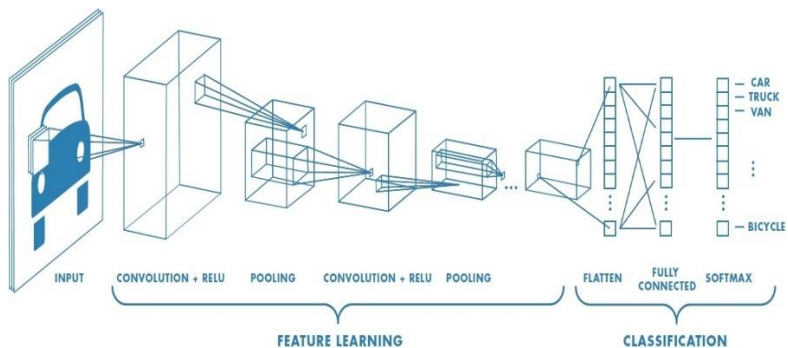 CAR
TRUCK
VAN
BICYCLE
INPUT
CONVOLUTION + RELU
POOLING
CONVOLUTION + RELU
POOLING
FLATTEN
FULLY
CONNECTED
SOFTMAX
FEATURE LEARNING
CLASSIFICATION